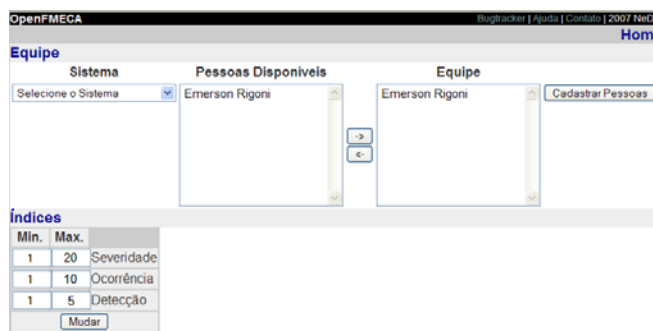 OpenFMECA Bugtracker | Ajuda | Contato | 2007 NeD
Hom
Equipe
Sistema Pessoas Disponiveis Equipe
Selecione o Sistema Emerson Rigoni Emerson Rigoni Cadastrar Pessoas
->
<-
Índices
Min. Max.
1 20 Severidade
1 10 Ocorrência
1 5 Detecção
Mudar